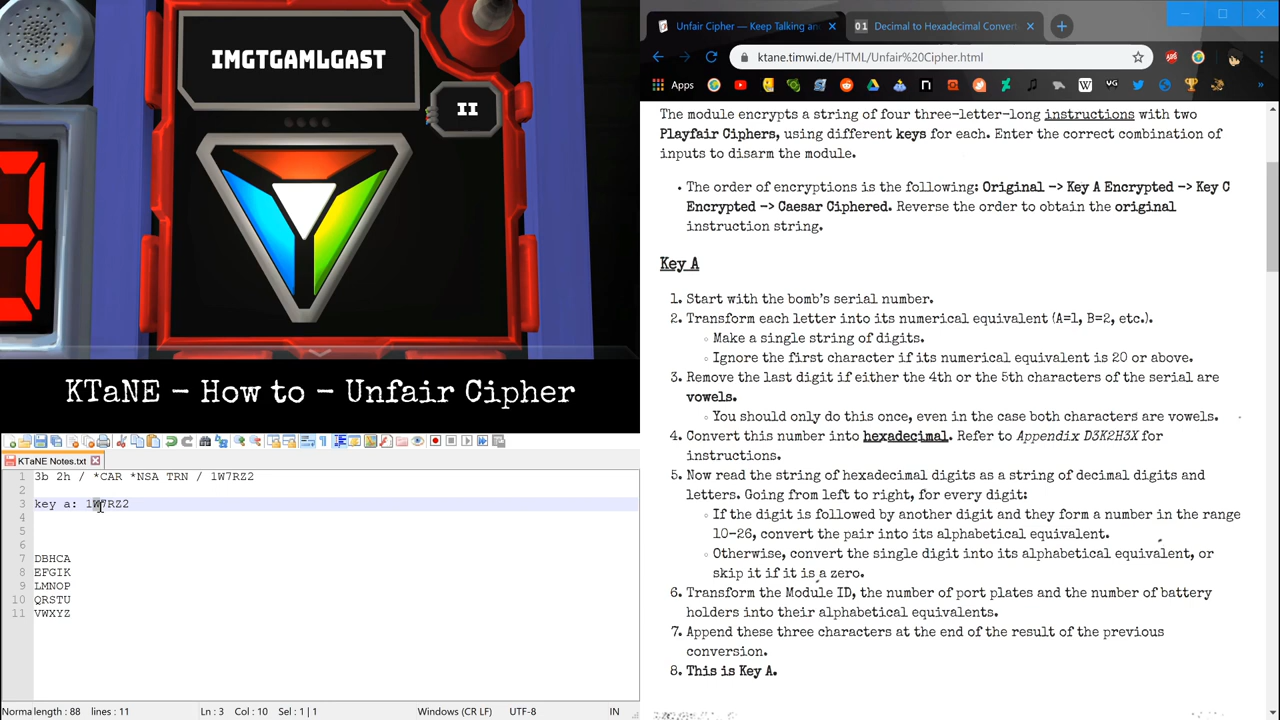 IMGTGAMLGAST
II
KTaNE – How to – Unfair Cipher
KTaNE Notes.txt
1 3b 2h / *CAR *NSA TRN / 1W7RZ2
2
3 key a: 1W7RZ2
4
5
6
7 DBHCA
8 EFGIK
9 LMNOP
10 QRSTU
11 VWXYZ
Norma length : 88 lines : 11 Ln : 3 Col : 10 Sel : 1 | 1 Windows (CR LF) UTF-8 IN
Unfair Cipher — Keep Talking an
Decimal to Hexadecimal Convert
ktane.timwi.de/HTML/Unfair%20Cipher.html
Apps
The module encrypts a string of four three-letter-long instructions with two
Playfair Ciphers, using different keys for each. Enter the correct combination of
inputs to disarm the module.
• The order of encryptions is the following: Original -> Key A Encrypted -> Key C
Encrypted -> Caesar Ciphered. Reverse the order to obtain the original
instruction string.
Key A
1. Start with the bomb's serial number.
2. Transform each letter into its numerical equivalent (A=1, B=2, etc.).
Make a single string of digits.
Ignore the first character if its numerical equivalent is 20 or above.
3. Remove the last digit if either the 4th or the 5th characters of the serial are
vowels.
You should only do this once, even in the case both characters are vowels.
4. Convert this number into hexadecimal. Refer to Appendix D3K2H3X for
instructions.
5. Now read the string of hexadecimal digits as a string of decimal digits and
letters. Going from left to right, for every digit:
If the digit is followed by another digit and they form a number in the range
10-26, convert the pair into its alphabetical equivalent.
Otherwise, convert the single digit into its alphabetical equivalent, or
skip it if it is a zero.
6. Transform the Module ID, the number of port plates and the number of battery
holders into their alphabetical equivalents.
7. Append these three characters at the end of the result of the previous
conversion.
8. This is Key A.